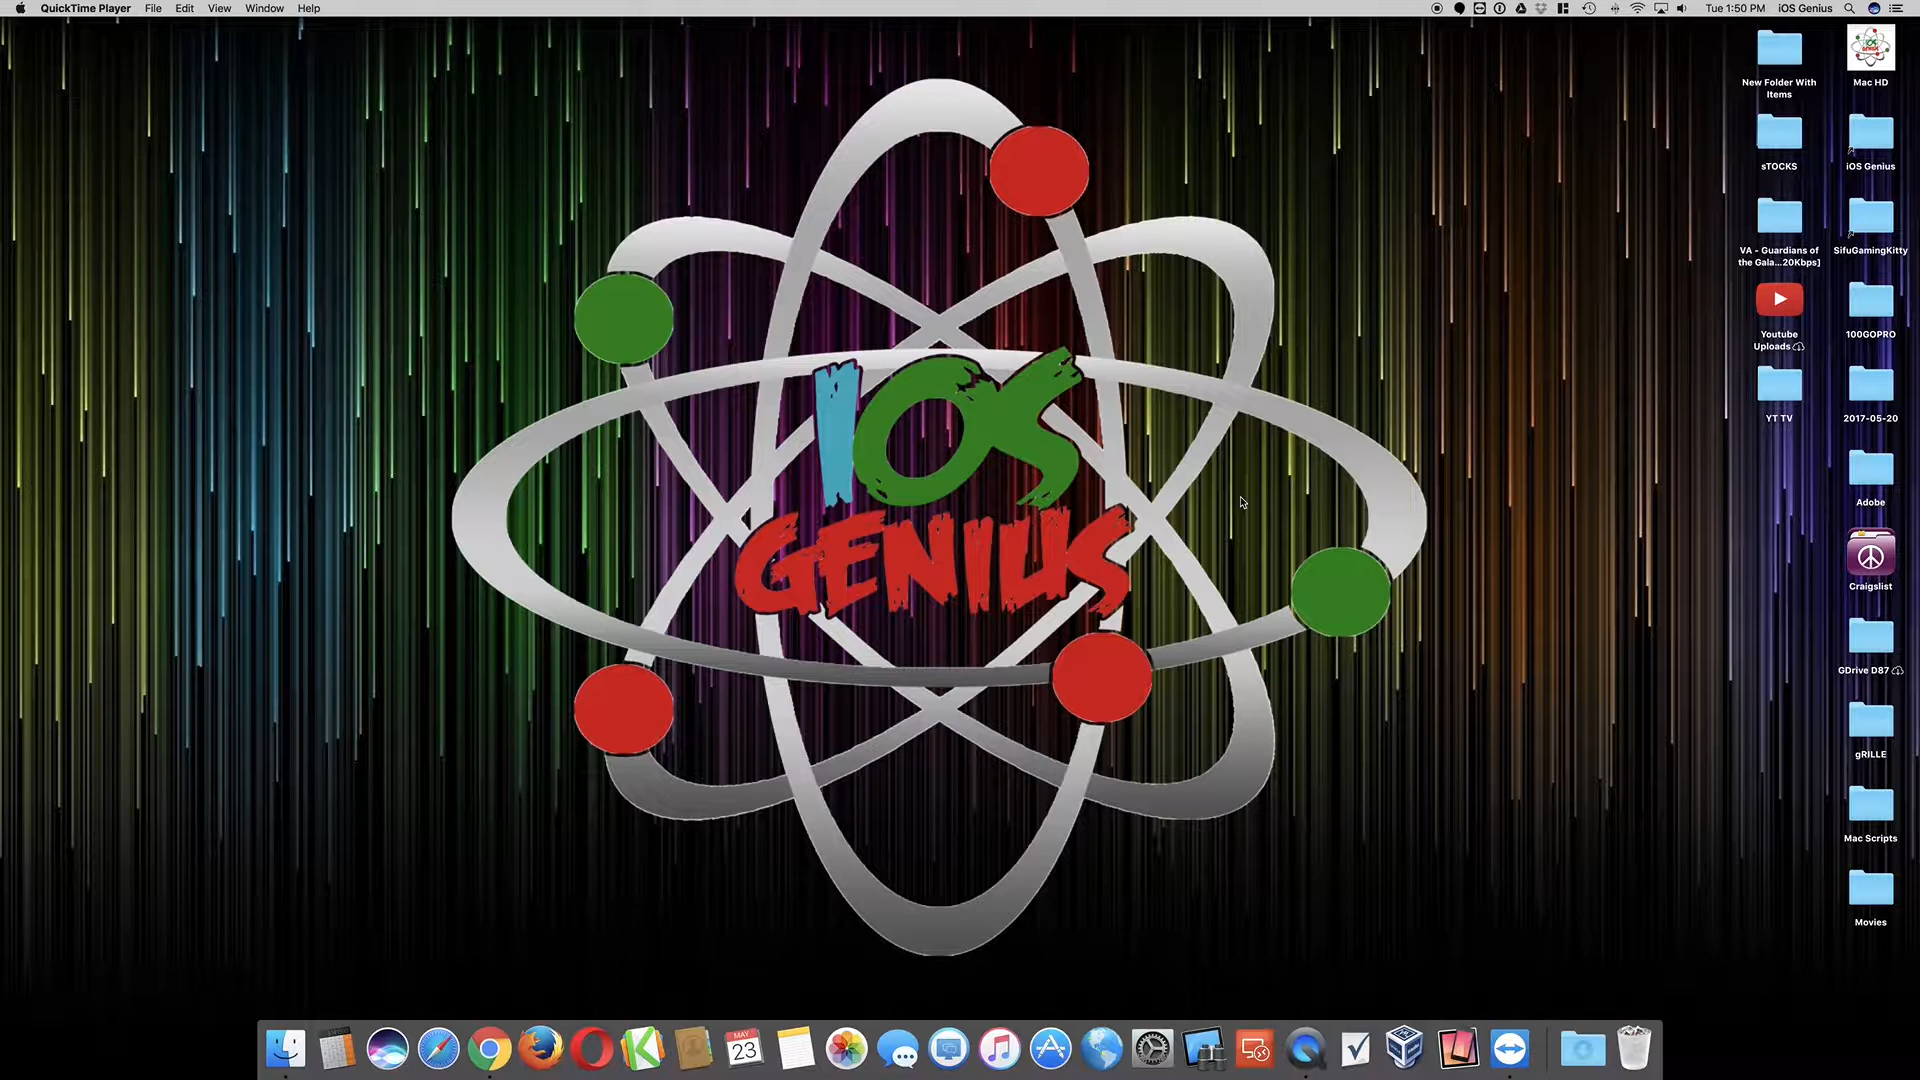 QuickTime Player File Edit View Window Help
Tue 1:50 PM iOS Genius
New Folder With
Items
Mac HD
sTOCKS
iOS Genius
VA - Guardians of
the Gala...20Kbps]
SifuGamingKitty
Youtube
Uploads
100GOPRO
YT TV
2017-05-20
Adobe
Craigslist
GDrive D87
gRILLE
Mac Scripts
Movies
IOS
GENIUS
MAY
23